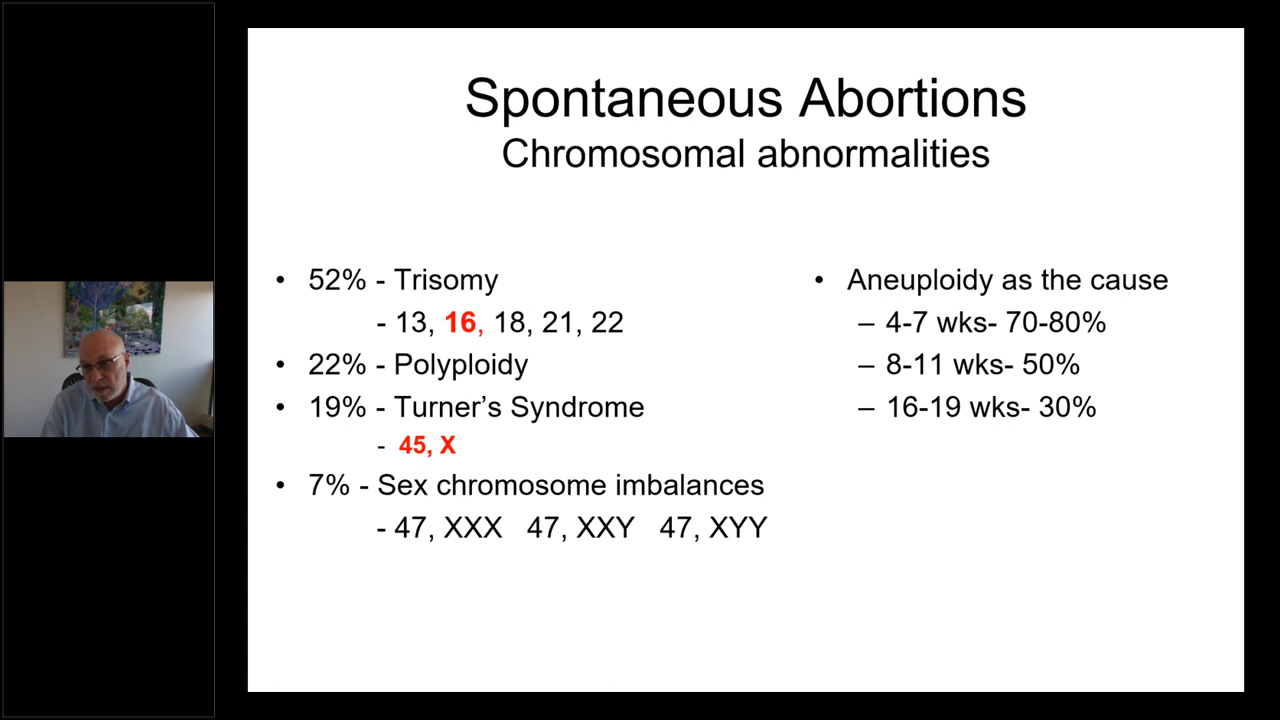 Spontaneous Abortions
Chromosomal abnormalities
• 52% - Trisomy
- 13, 16, 18, 21, 22
• 22% - Polyploidy
• 19% - Turner’s Syndrome
- 45, X
• 7% - Sex chromosome imbalances
- 47, XXX 47, XXY 47, XYY
• Aneuploidy as the cause
– 4-7 wks- 70-80%
– 8-11 wks- 50%
– 16-19 wks- 30%